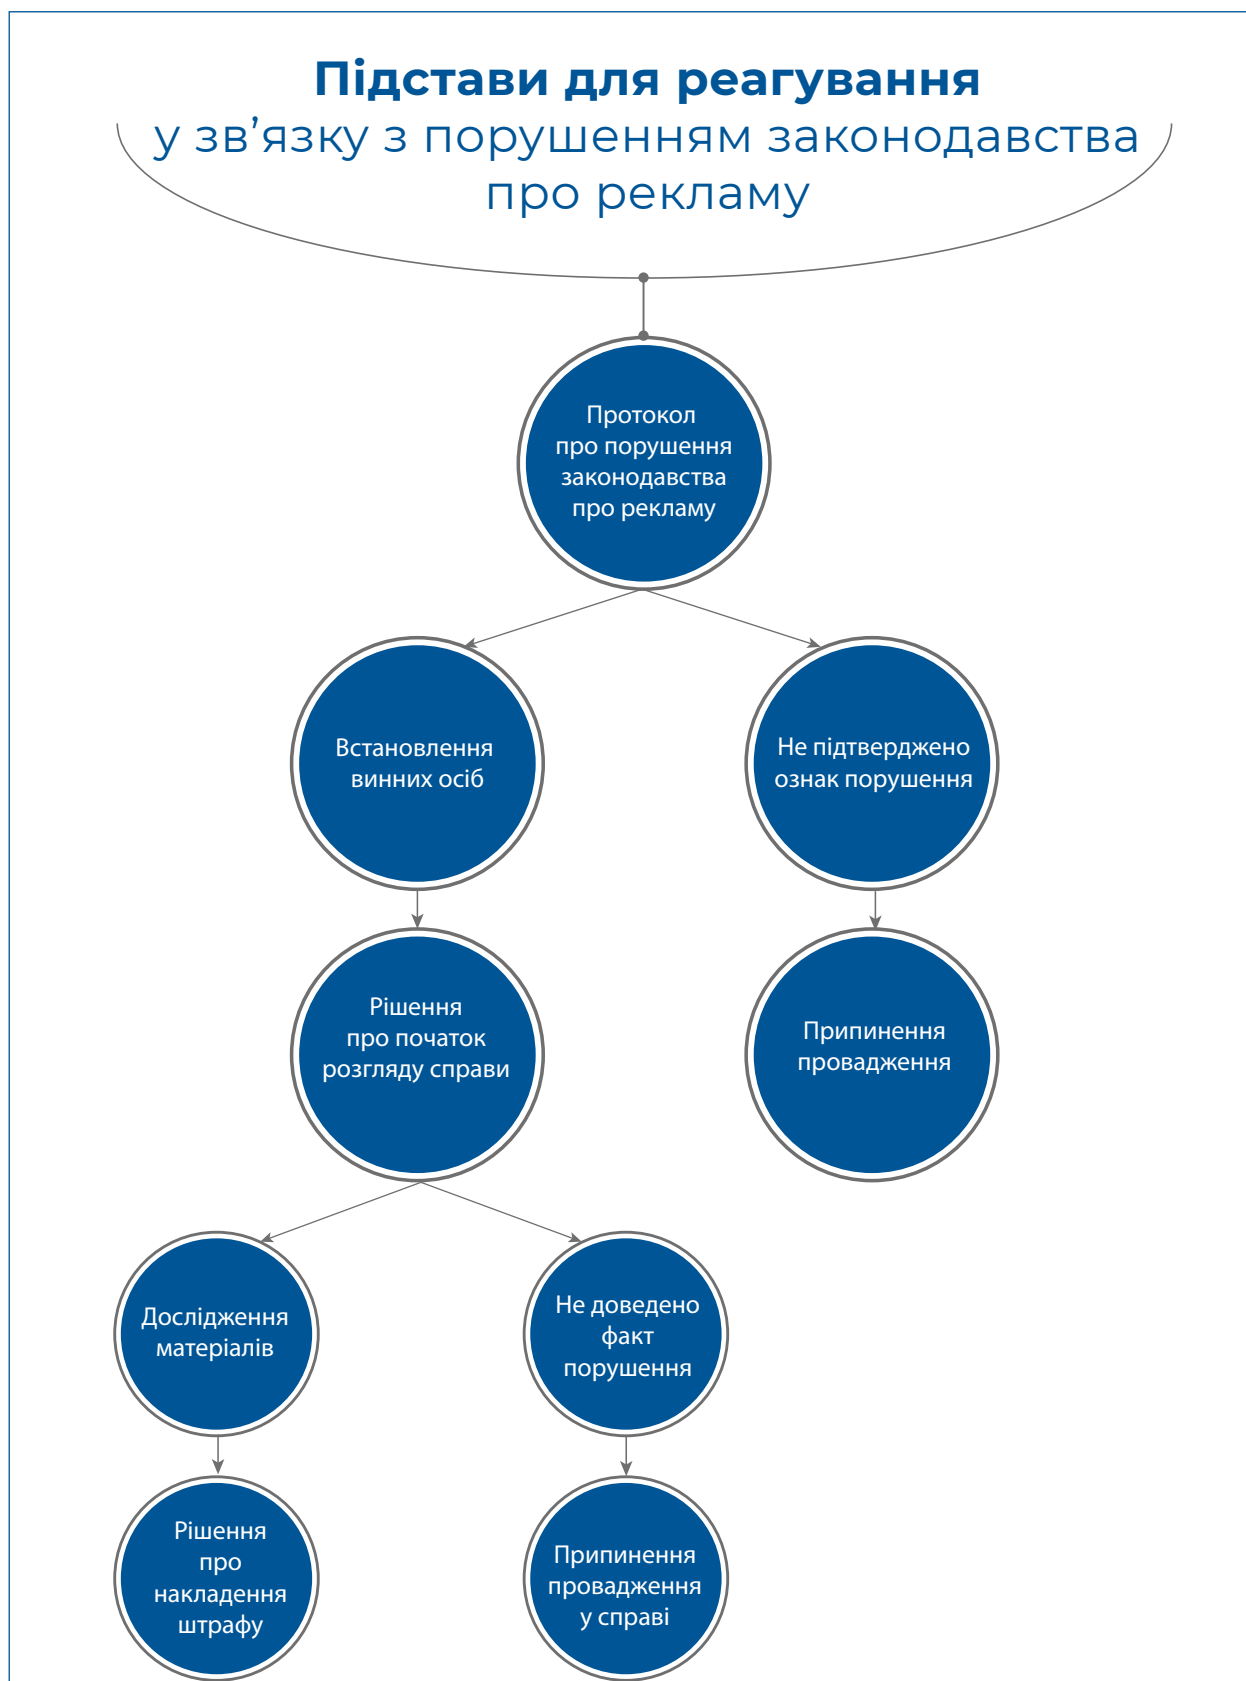 Підстави для реагування
у зв’язку з порушенням законодавства
про рекламу
Протокол
про порушення
законодавства
про рекламу
Встановлення
винних осіб
Не підтверджено
ознак порушення
Рішення
про початок
розгляду справи
Припинення
провадження
Дослідження
матеріалів
Не доведено
факт
порушення
Рішення
про
накладення
штрафу
Припинення
провадження
у справі